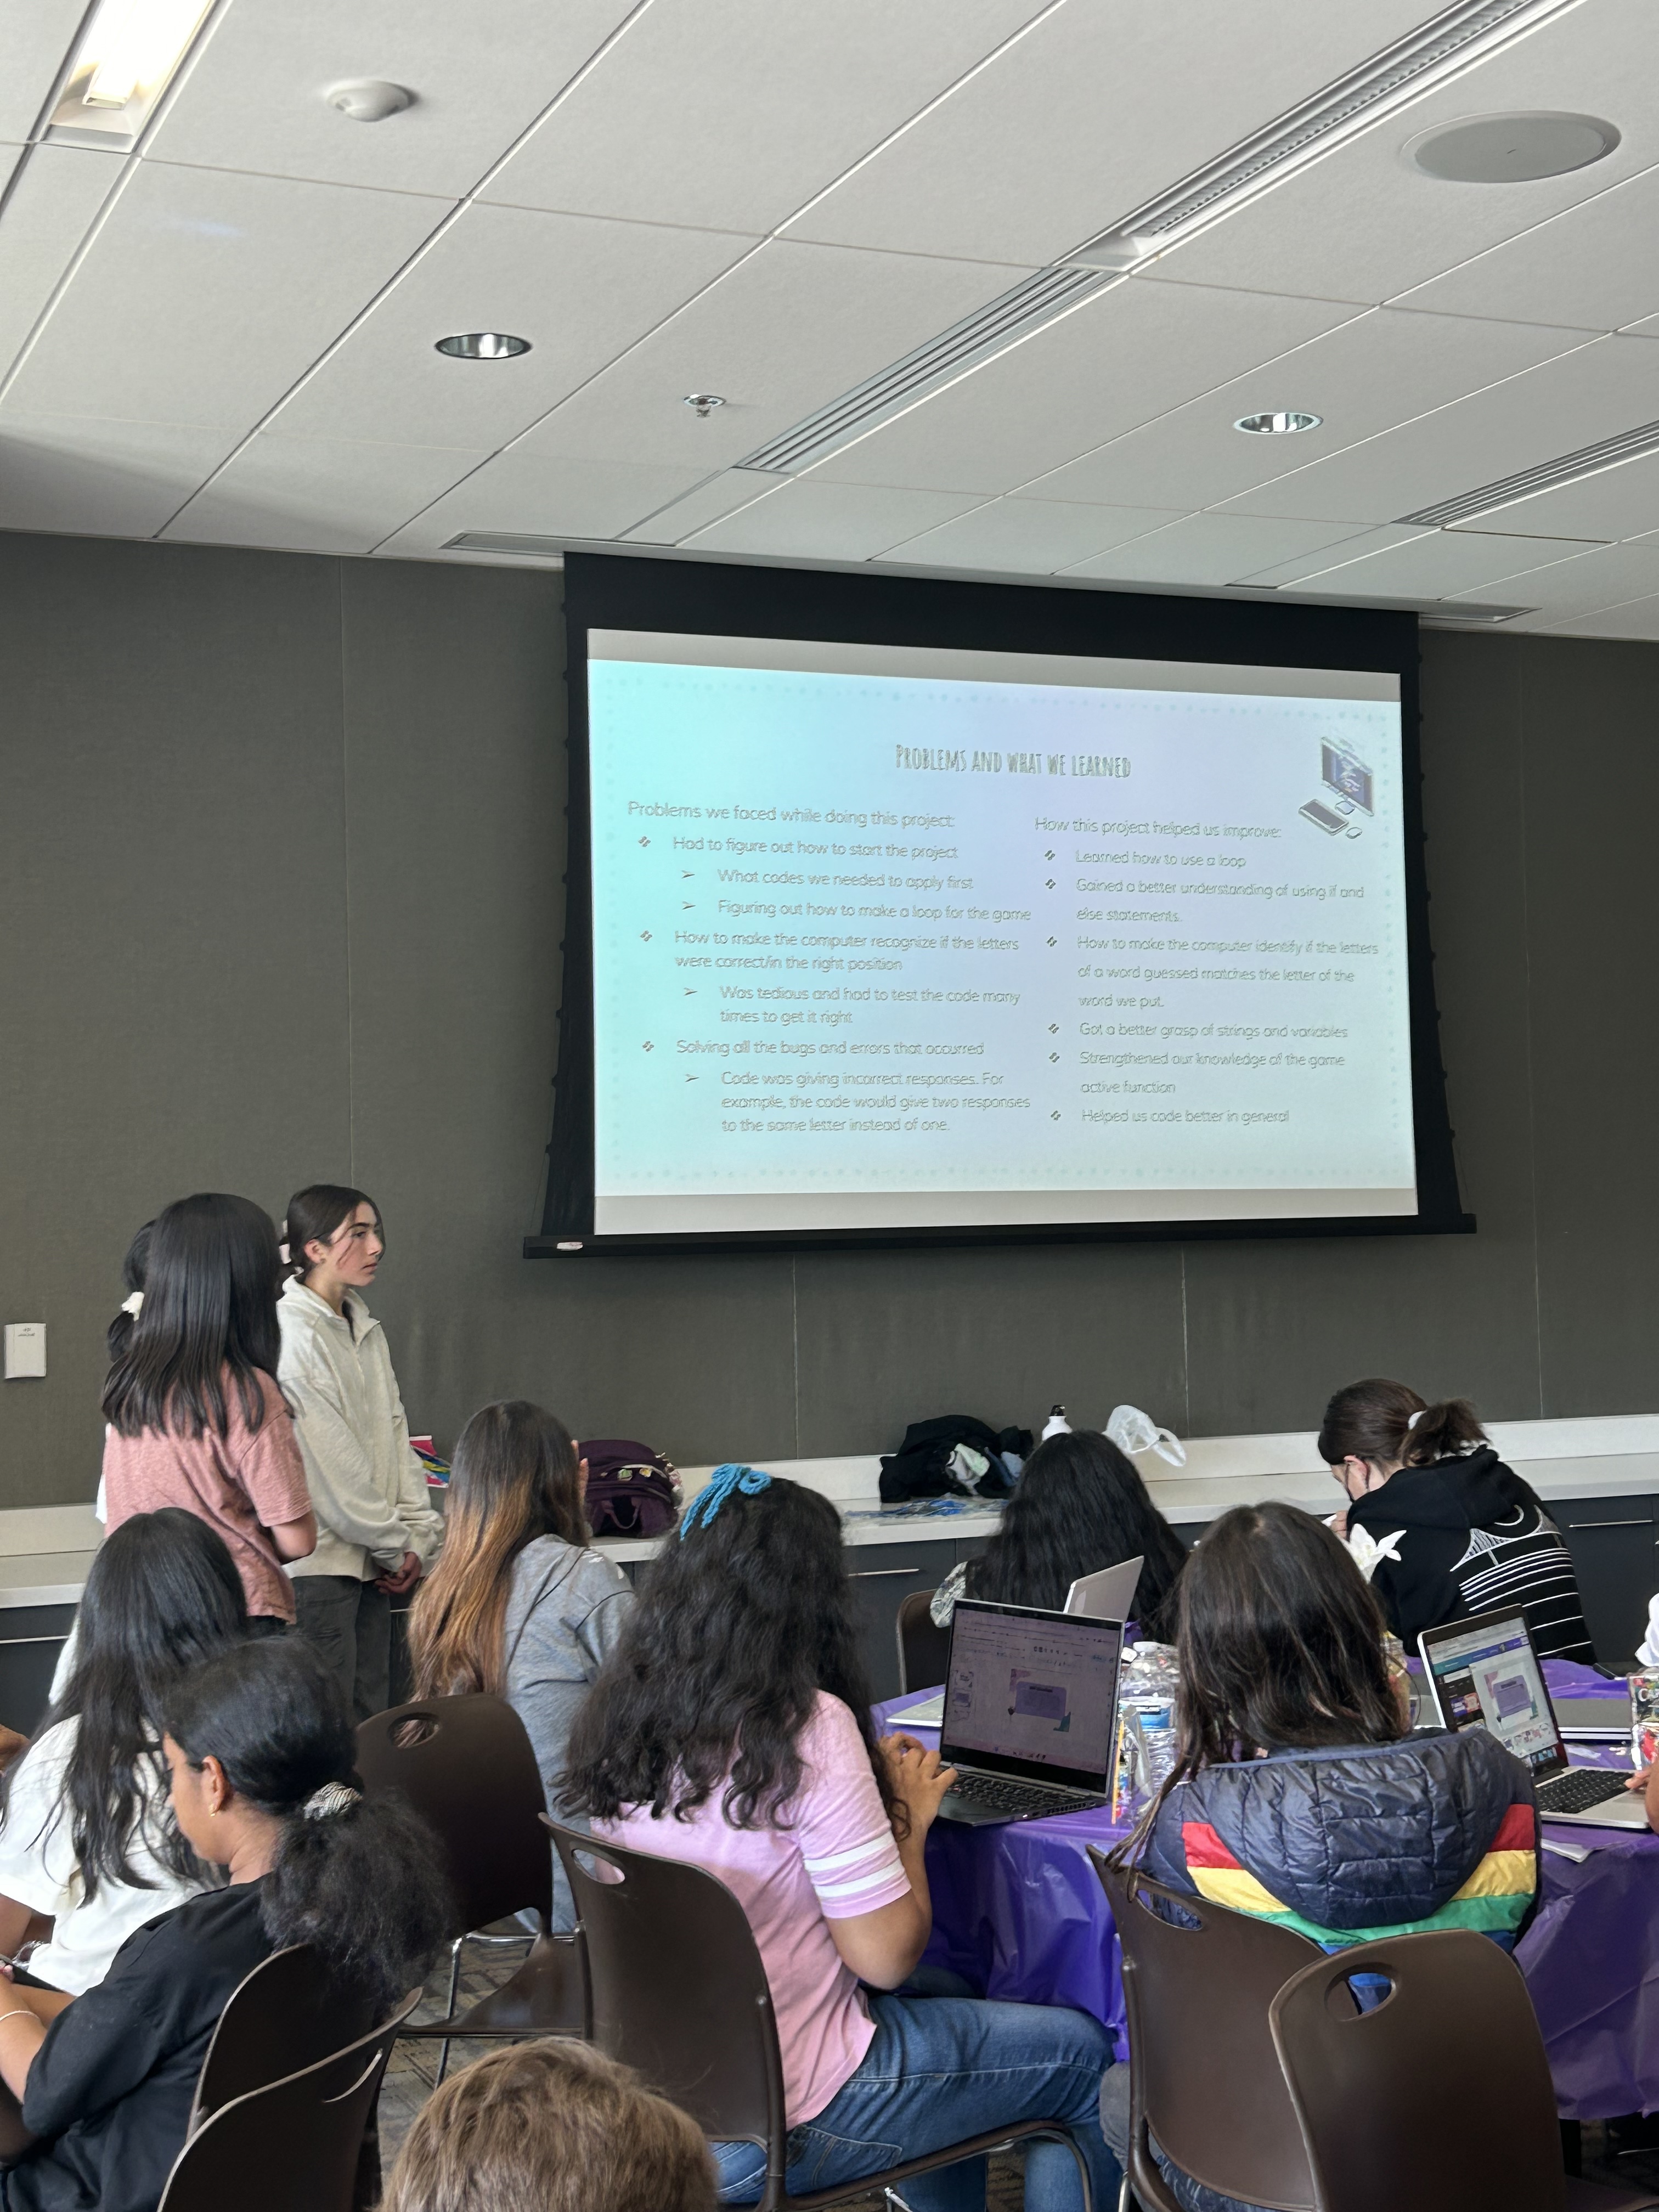 PROBLEMS AND WHAT WE LEARNED
Problems we faced while doing this project:
Had to figure out how to start the project
What codes we needed to apply first
Figuring out how to make a loop for the game
How to make the computer recognize if the letters
were correct/in the right position
Was tedious and had to test the code many
times to get it right
Solving all the bugs and errors that occurred
Code was giving incorrect responses. For
example, the code would give two responses
to the same letter instead of one.
How this project helped us improve:
Learned how to use a loop
Gained a better understanding of using if and
else statements.
How to make the computer identify if the letters
of a word guessed matches the letter of the
word we put.
Got a better grasp of strings and variables
Strengthened our knowledge of the game
active function
Helped us code better in general